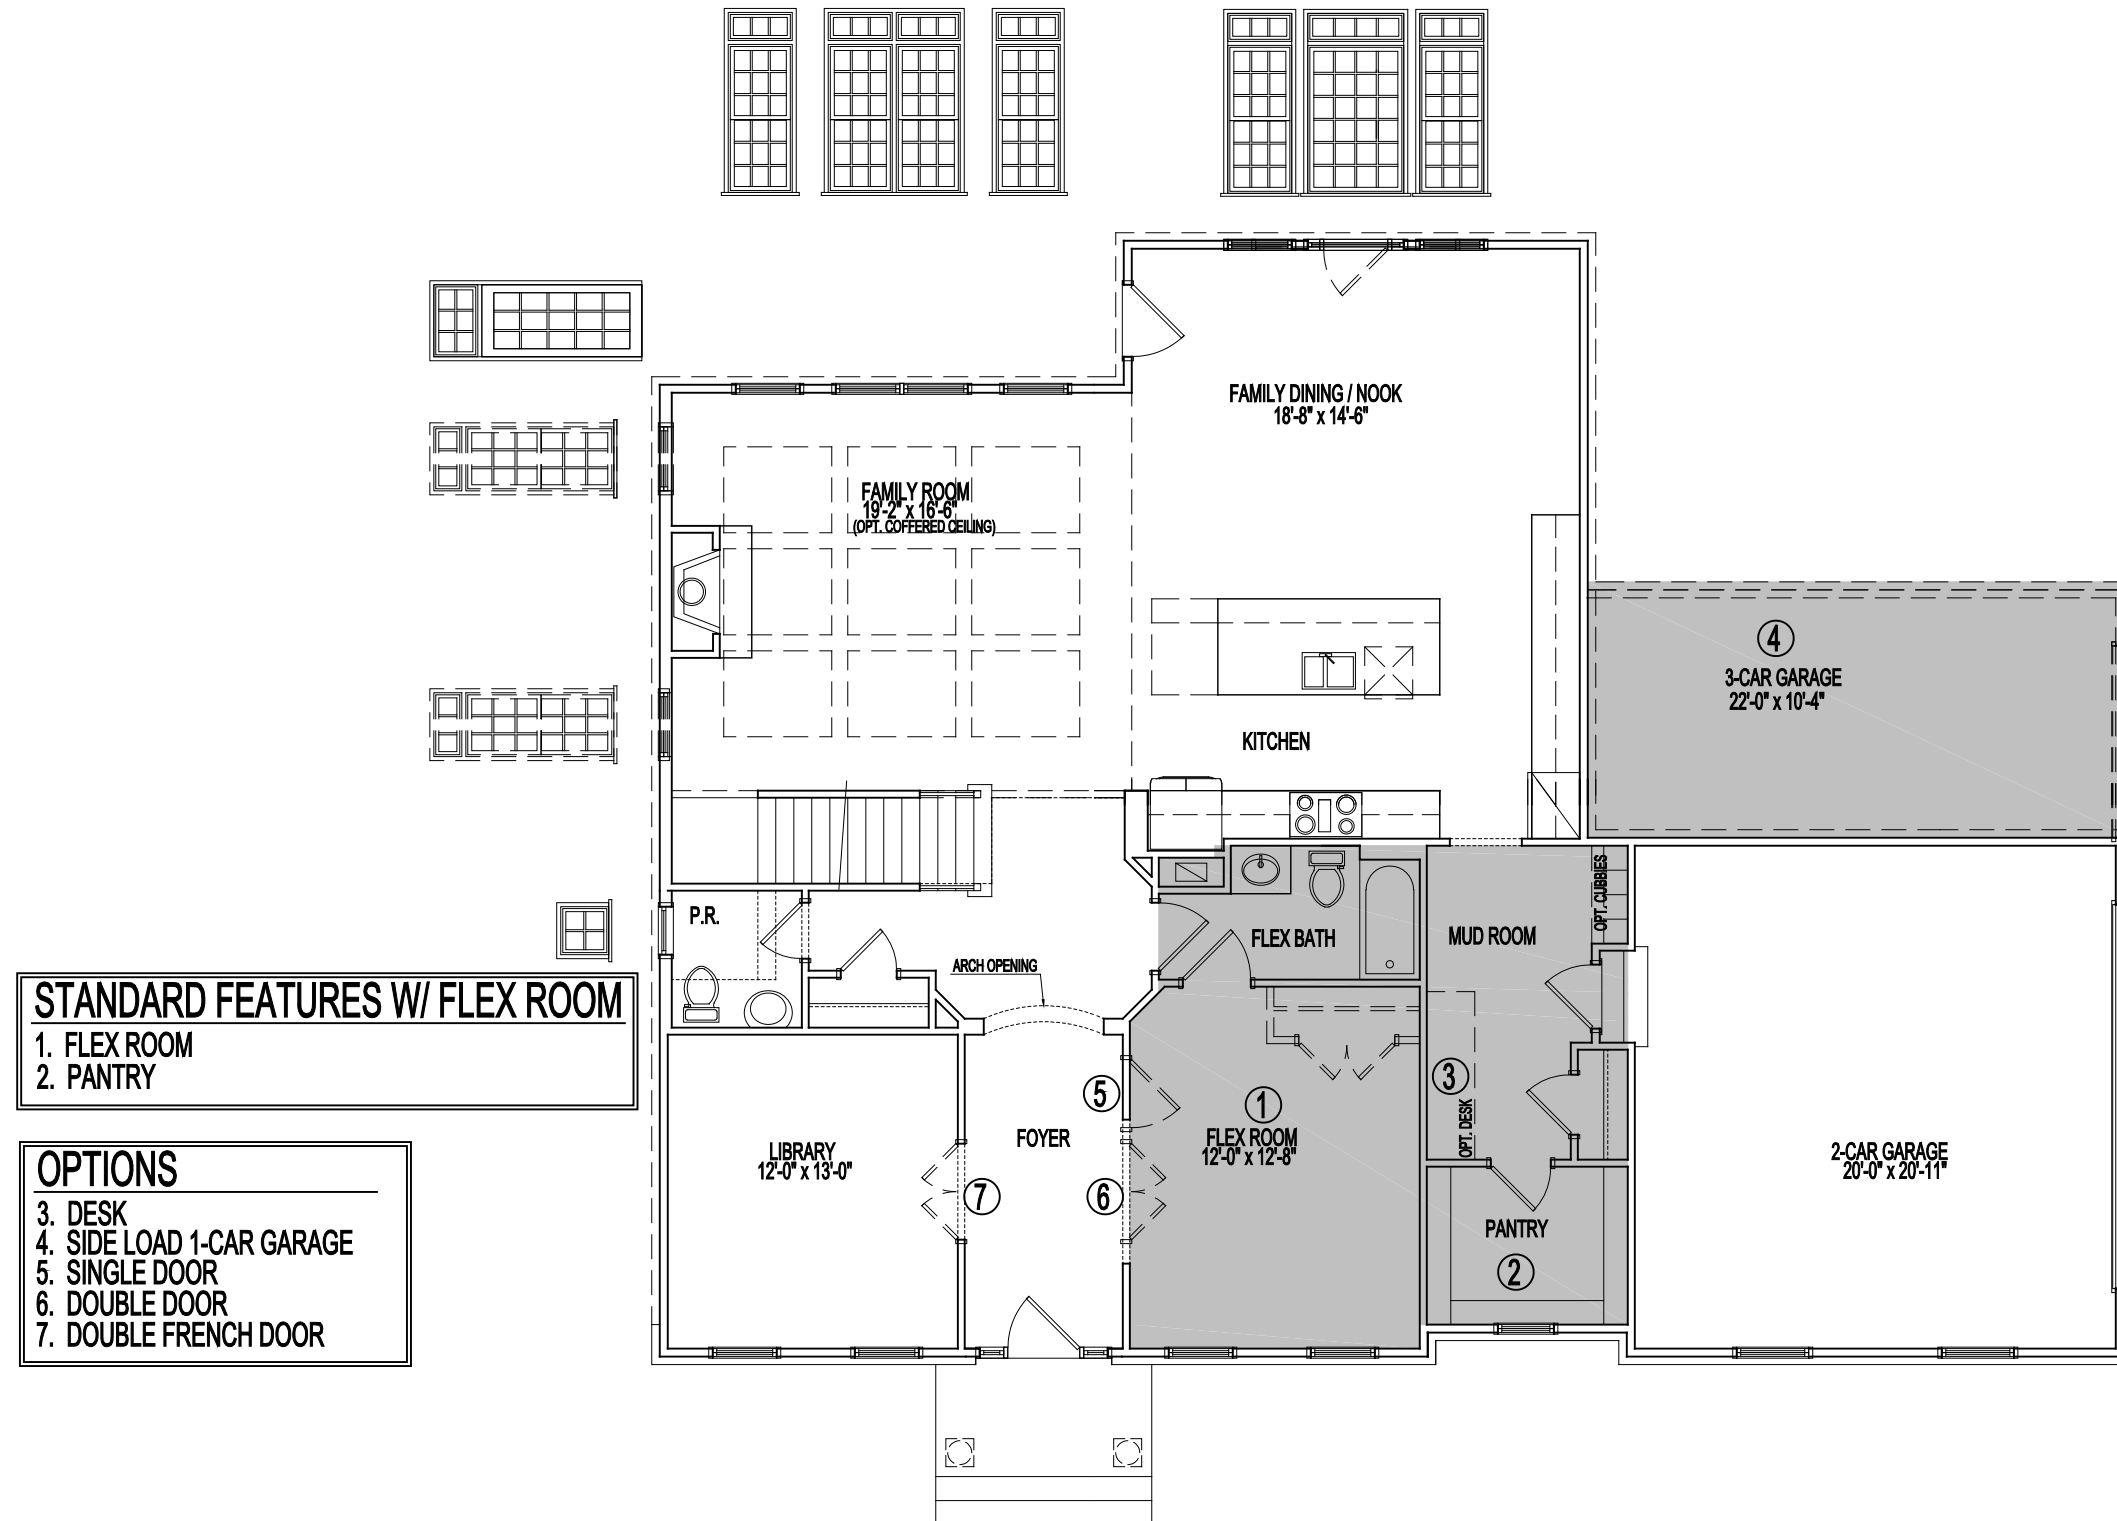 FAMILY DINING / NOOK
18'-8" x 14'-6"
FAMILY ROOM
19'-2" x 16'-6"
(OPT. COFFERED CEILING)
4
3-CAR GARAGE
22'-0" x 10'-4"
KITCHEN
P.R.
OPT. CUBBIES
FLEX BATH
MUD ROOM
ARCH OPENING
STANDARD FEATURES W/ FLEX ROOM
1. FLEX ROOM
2. PANTRY
3
5
1
OPT. DESK
FOYER
FLEX ROOM
12'-0" x 12'-8"
LIBRARY
12'-0" x 13'-0"
2-CAR GARAGE
20'-0" x 20'-11"
7
6
PANTRY
2
OPTIONS
3. DESK
4. SIDE LOAD 1-CAR GARAGE
5. SINGLE DOOR
6. DOUBLE DOOR
7. DOUBLE FRENCH DOOR